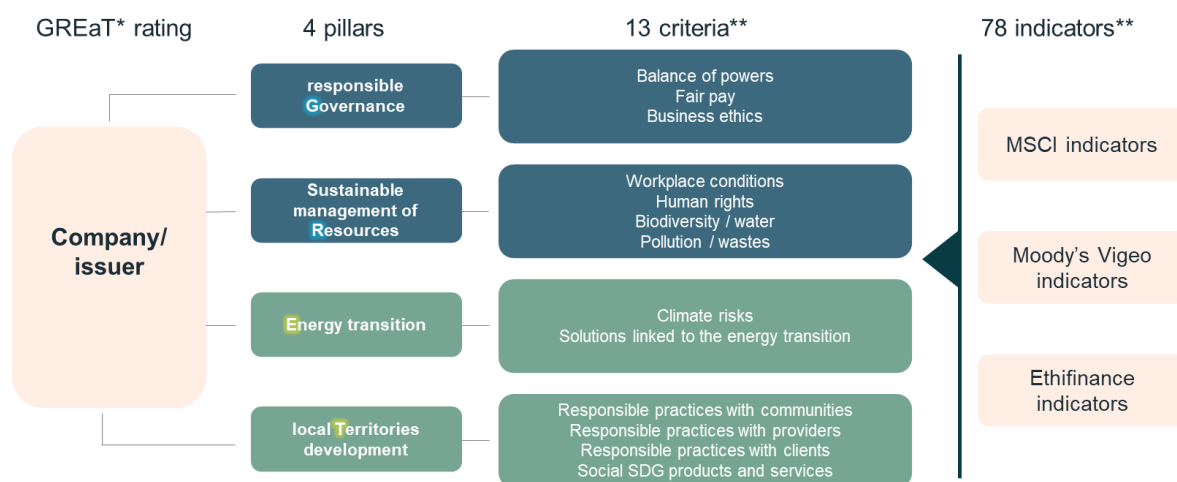 GREaT* rating
4 pillars
13 criteria**
78 indicators**
Company/
issuer
responsible
Governance
Balance of powers
Fair pay
Business ethics
Sustainable
management of
Resources
Workplace conditions
Human rights
Biodiversity / water
Pollution / wastes
Energy transition
Climate risks
Solutions linked to the energy transition
local Territories
development
Responsible practices with communities
Responsible practices with providers
Responsible practices with clients
Social SDG products and services
MSCI indicators
Moody's Vigeo
indicators
Ethifinance
indicators